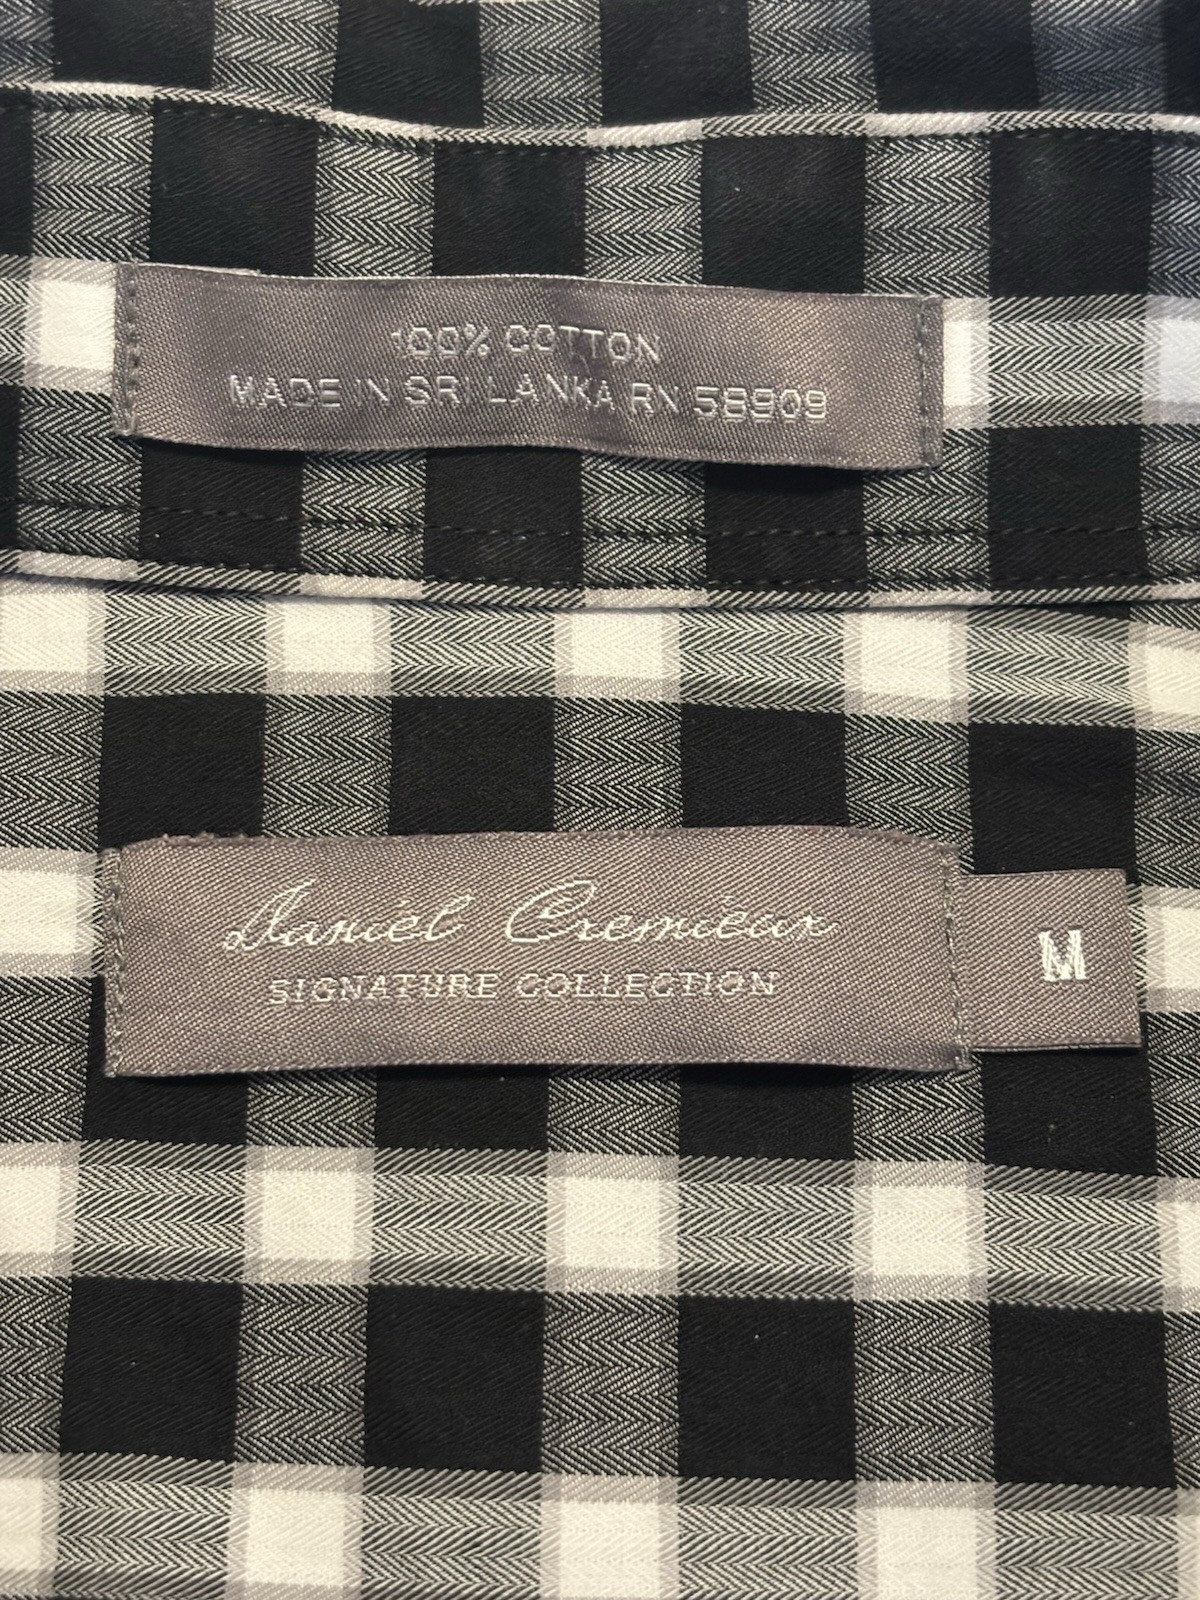 100% COTTON
MADE IN SRI LANKA RN 58909
Daniel Cremieux
SIGNATURE COLLECTION
M